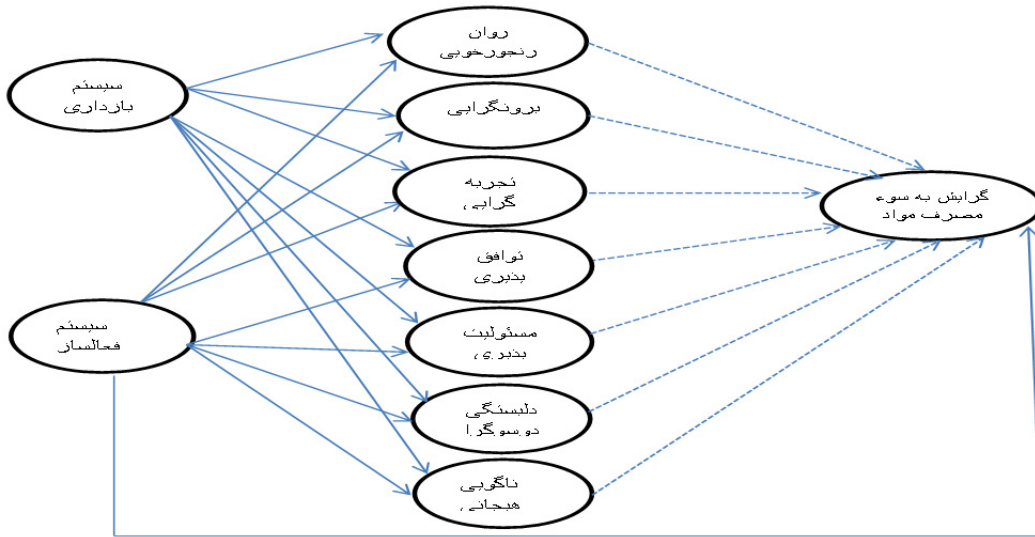 سیستم
بازداری
سیستم
فعالساز
روان
رنجورخویی
برونگرایی
تجربه
گرایی
توافق
پذیری
مسئولیت
پذیری
دلبستگی
دوسوگرا
ناگویی
هیجانی
گرایش به سوء
مصرف مواد